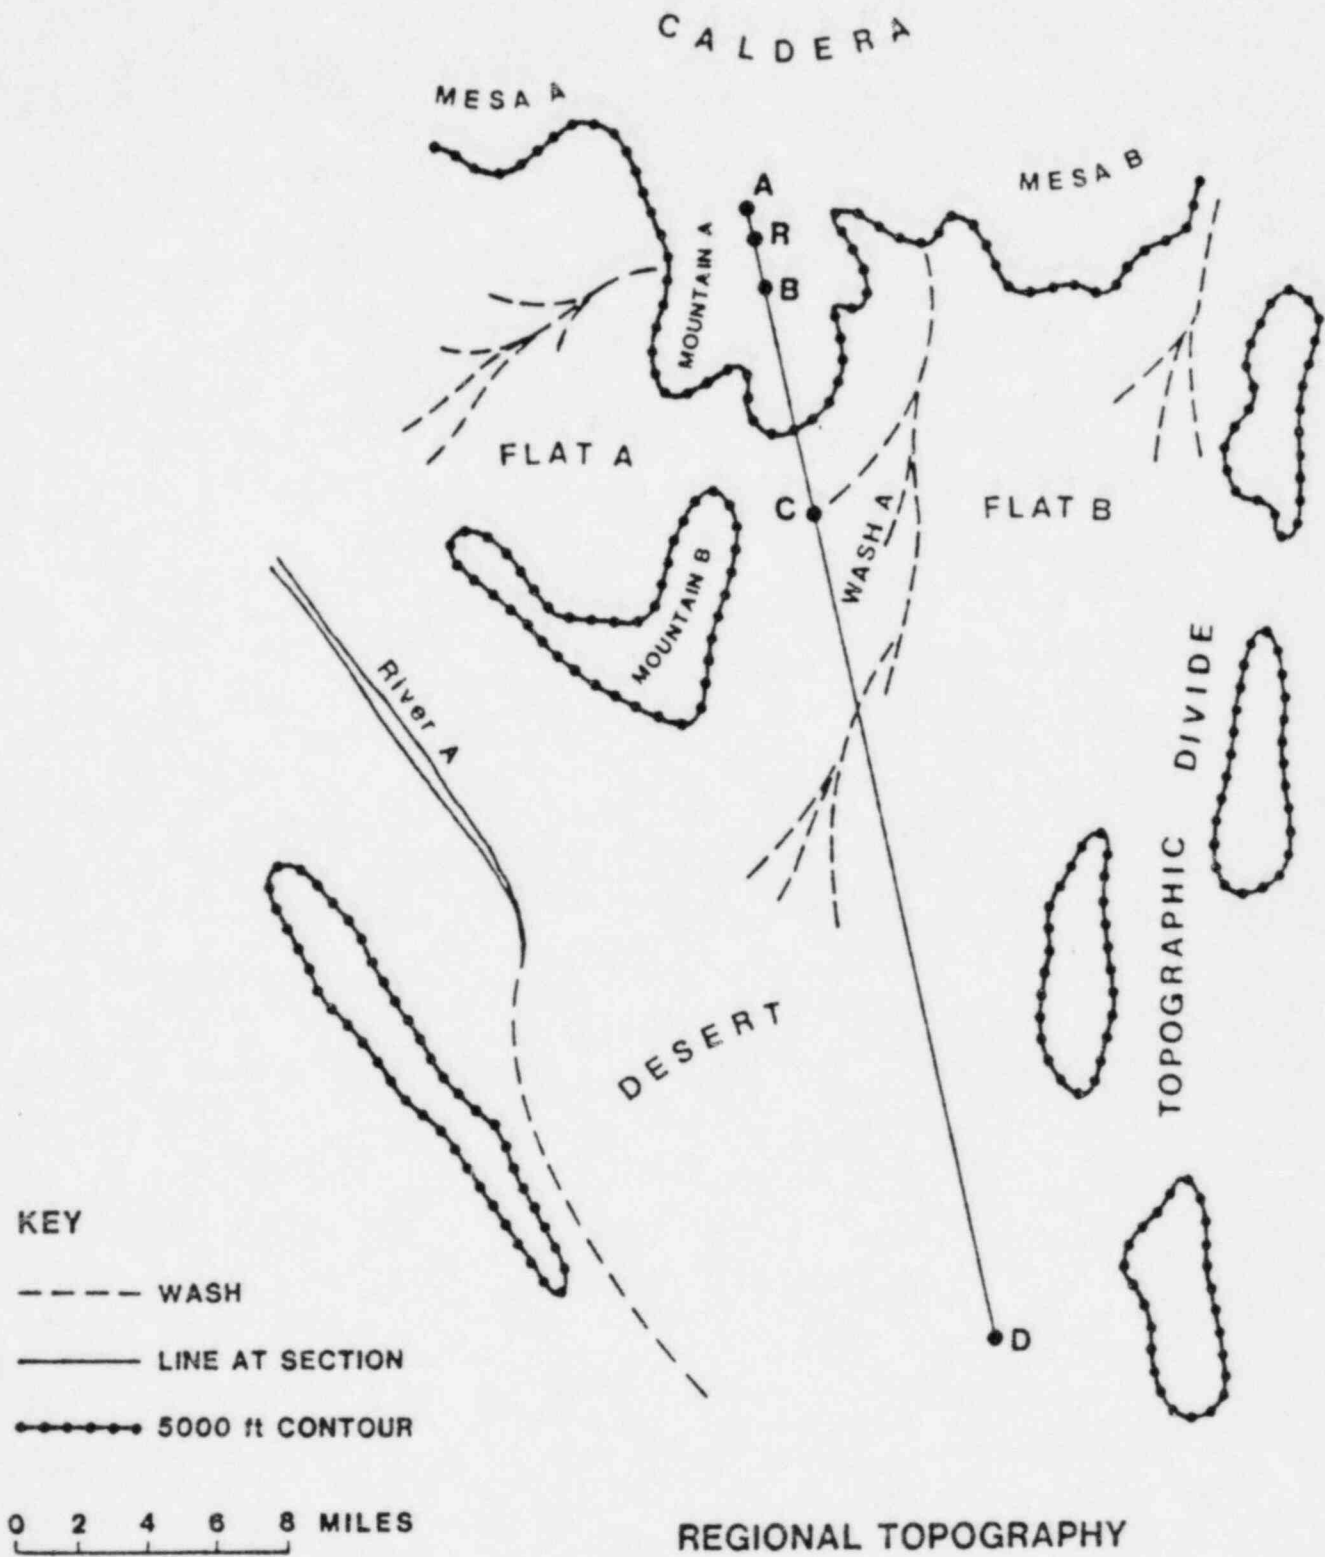 CALDERA
MESA A
MESA B
A
R
B
MOUNTAIN A
FLAT A
C
WASH A
FLAT B
MOUNTAIN B
River A
TOPOGRAPHIC DIVIDE
DESERT
D
KEY
WASH
LINE AT SECTION
5000 ft CONTOUR
0 2 4 6 8 MILES
REGIONAL TOPOGRAPHY